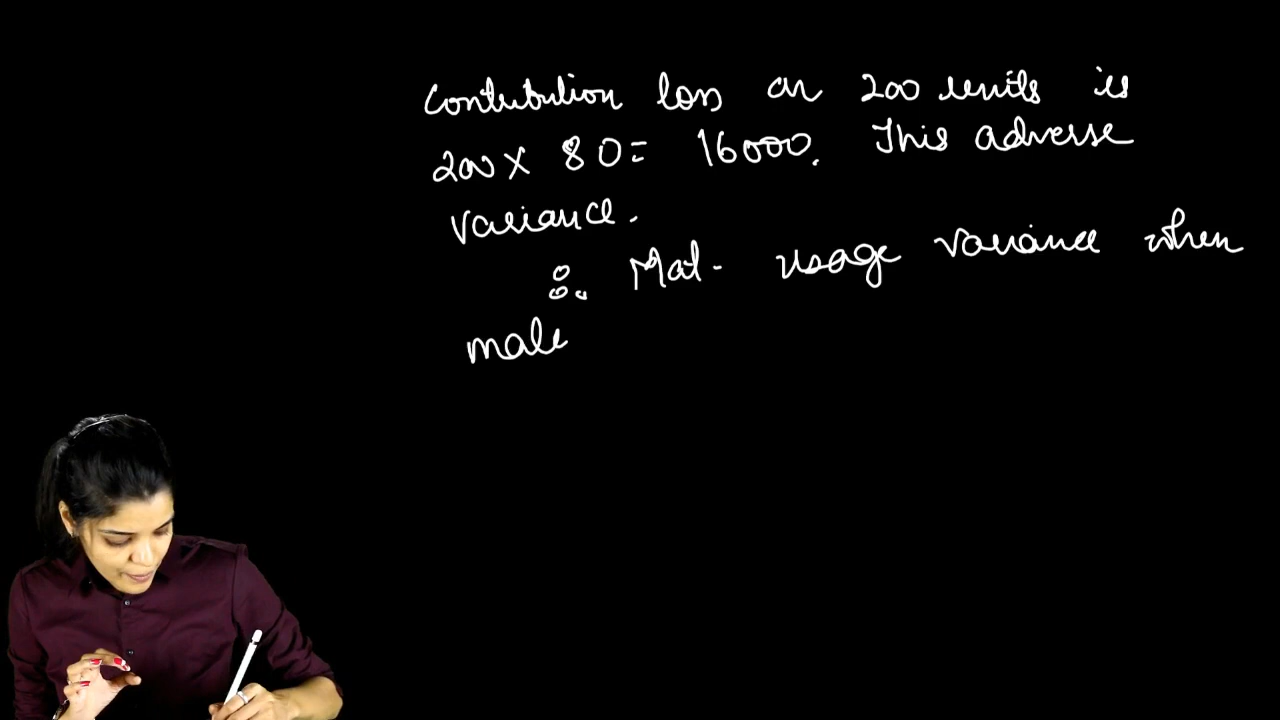 contribution loss on 200 units is
200 x 80 = 16000. This adverse
variance.
∴ Mat. usage variance when
mate